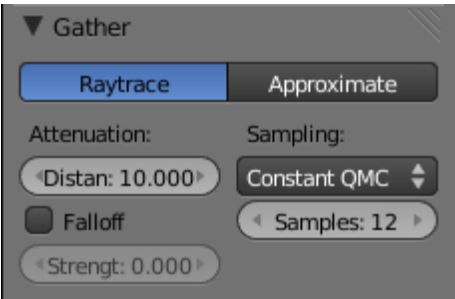 Gather
Raytrace Approximate
Attenuation: Sampling:
Distan: 10.000 Constant QMC
Falloff Samples: 12
Strengt: 0.000